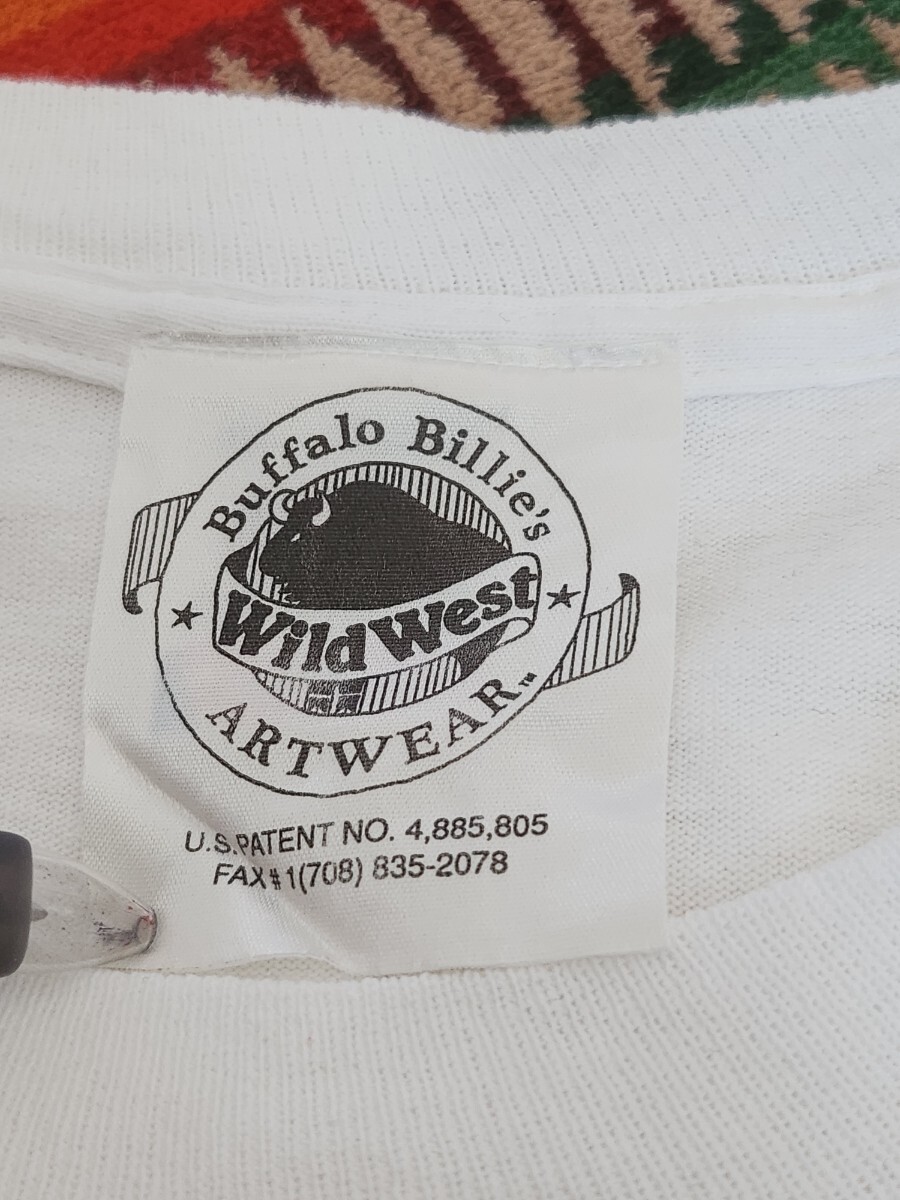 Buffalo Billie's
Wild West
ARTWEAR™
U.S. PATENT NO. 4,885,805
FAX# 1(708) 835-2078